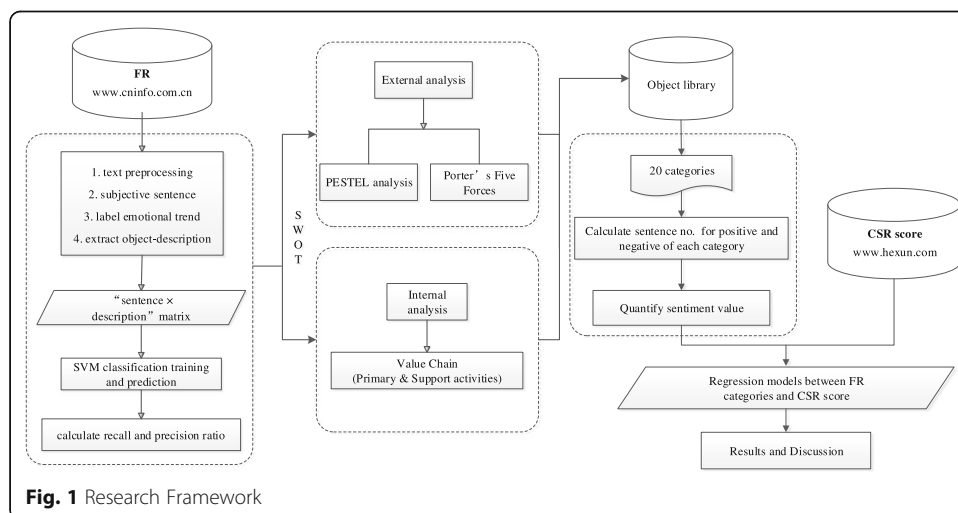 FR
www.cninfo.com.cn
1. text preprocessing
2. subjective sentence
3. label emotional trend
4. extract object-description
“sentence ×
description” matrix
SVM classification training
and prediction
calculate recall and precision ratio
S
W
O
T
External analysis
PESTEL analysis
Porter’s Five
Forces
Internal
analysis
Value Chain
(Primary & Support activities)
Object library
20 categories
Calculate sentence no. for positive and
negative of each category
Quantify sentiment value
CSR score
www.hexun.com
Regression models between FR
categories and CSR score
Results and Discussion
Fig. 1 Research Framework